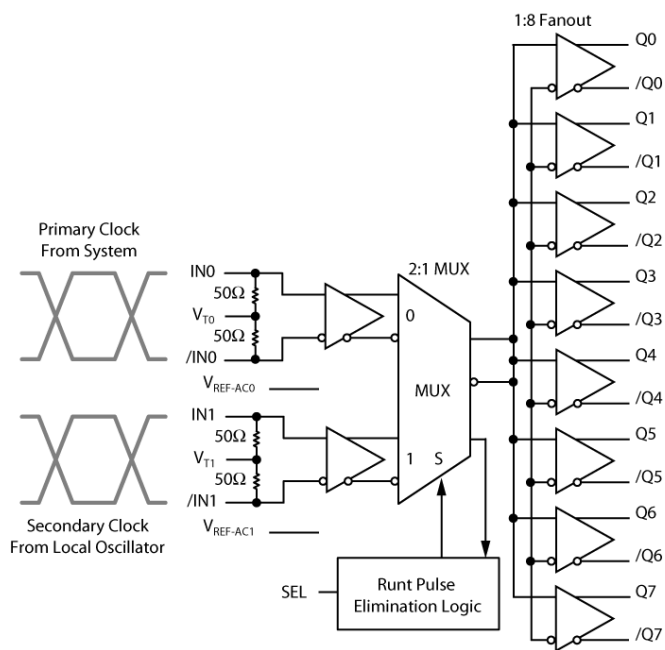 1:8 Fanout
Q0
/Q0
Q1
/Q1
Q2
/Q2
Q3
/Q3
Q4
/Q4
Q5
/Q5
Q6
/Q6
Q7
/Q7
Primary Clock
From System
IN0
50Ω
VT0
50Ω
/IN0
VREF-AC0
2:1 MUX
0
MUX
1 S
IN1
50Ω
VT1
50Ω
/IN1
VREF-AC1
Secondary Clock
From Local Oscillator
SEL
Runt Pulse
Elimination Logic